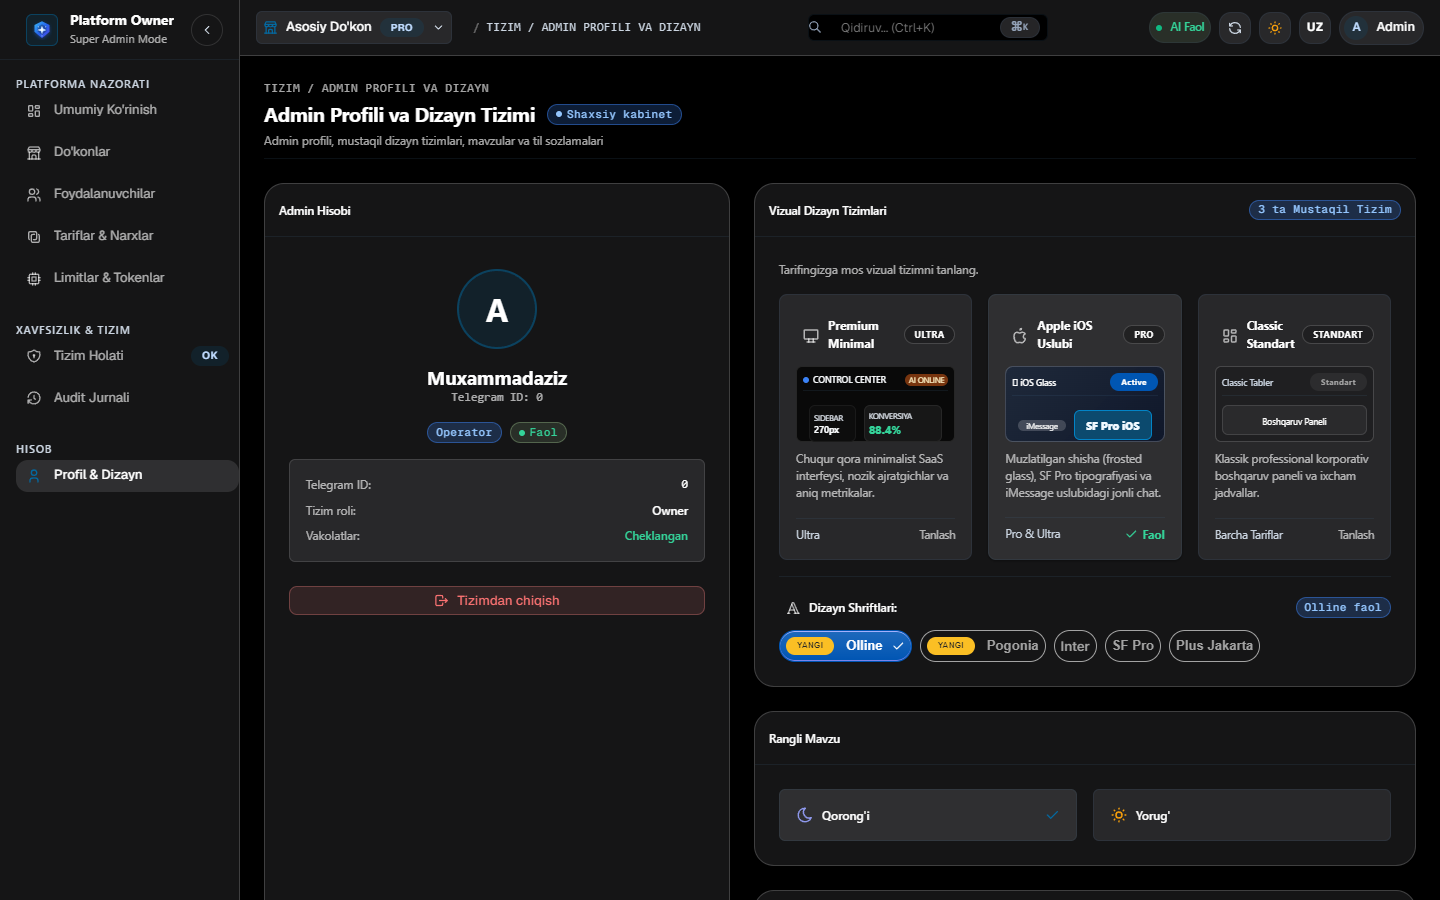 Platform Owner
Super Admin Mode
PLATFORMA NAZORATI
Umumiy Ko'rinish
Do'konlar
Foydalanuvchilar
Tariflar & Narxlar
Limitlar & Tokenlar
XAVFSIZLIK & TIZIM
Tizim Holati OK
Audit Jurnali
HISOB
Profil & Dizayn
Asosiy Do'kon PRO
/ TIZIM / ADMIN PROFILI VA DIZAYN
Qidiruv... (Ctrl+K) ⌘K
AI Faol
UZ
A Admin
TIZIM / ADMIN PROFILI VA DIZAYN
Admin Profili va Dizayn Tizimi Shaxsiy kabinet
Admin profili, mustaqil dizayn tizimlari, mavzular va til sozlamalari
Admin Hisobi
A
Muxammadaziz
Telegram ID: 0
Operator Faol
Telegram ID: 0
Tizim roli: Owner
Vakolatlar: Cheklangan
Tizimdan chiqish
Vizual Dizayn Tizimlari 3 ta Mustaqil Tizim
Tarifingizga mos vizual tizimni tanlang.
Premium Minimal ULTRA
CONTROL CENTER AI ONLINE
SIDEBAR
270px
KONVERSIYA
88.4%
Chuqur qora minimalist SaaS
interfeysi, nozik ajratgichlar va
aniq metrikalar.
Ultra Tanlash
Apple iOS Uslubi PRO
iOS Glass Active
iMessage SF Pro iOS
Muzlatilgan shisha (frosted
glass), SF Pro tipografiyasi va
iMessage uslubidagi jonli chat.
Pro & Ultra Faol
Classic Standart STANDART
Classic Tabler Standart
Boshqaruv Paneli
Klassik professional korporativ
boshqaruv paneli va ixcham
jadvallar.
Barcha Tariflar Tanlash
Dizayn Shriftlari: Olline faol
YANGI Olline
YANGI Pogonia
Inter
SF Pro
Plus Jakarta
Rangli Mavzu
Qorong'i
Yorug'